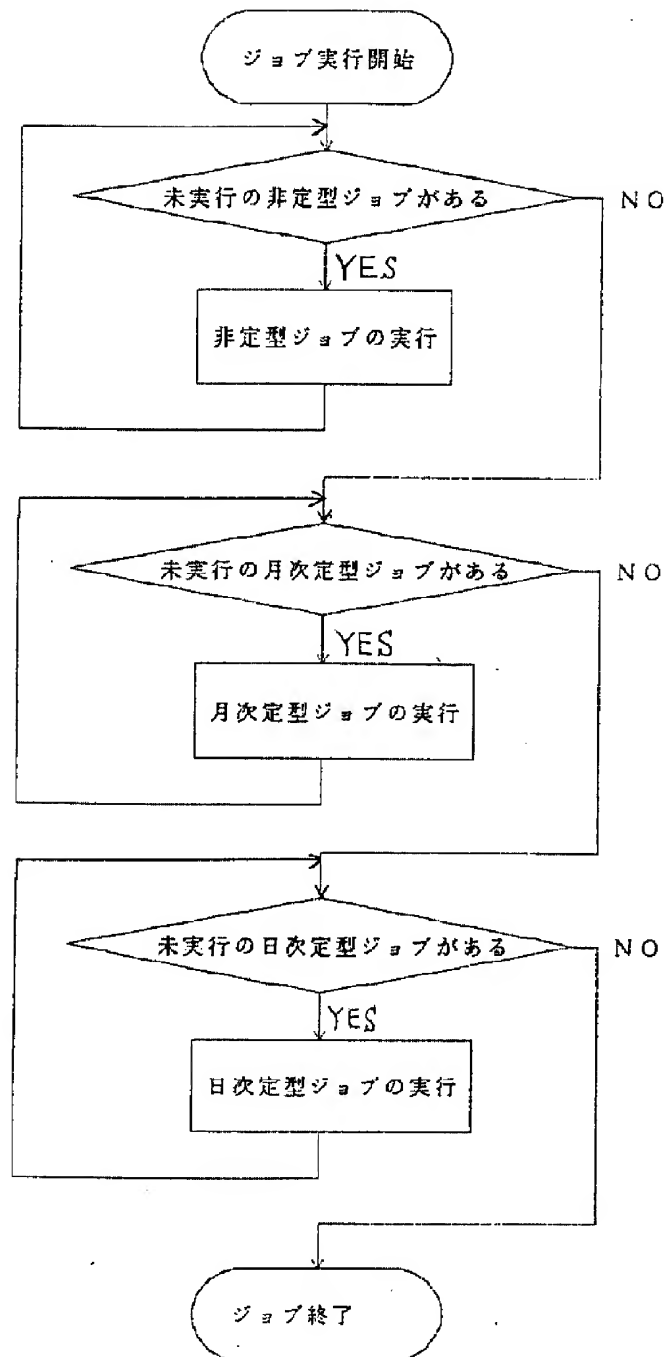 ジョブ実行開始
未実行の非定型ジョブがある
NO
YES
非定型ジョブの実行
未実行の月次定型ジョブがある
NO
YES
月次定型ジョブの実行
未実行の日次定型ジョブがある
NO
YES
日次定型ジョブの実行
ジョブ終了